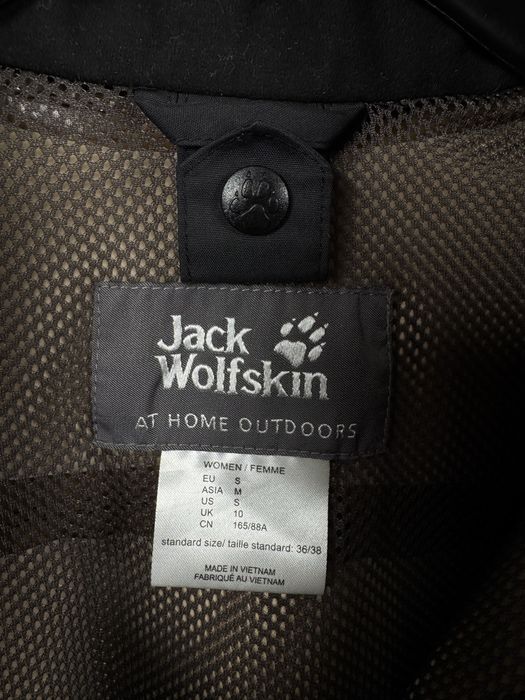 Jack
Wolfskin
AT HOME OUTDOORS
WOMEN / FEMME
EU S
ASIA M
US S
UK 10
CN 165/88A
standard size/ taille standard: 36/38
MADE IN VIETNAM
FABRIQUÉ AU VIETNAM